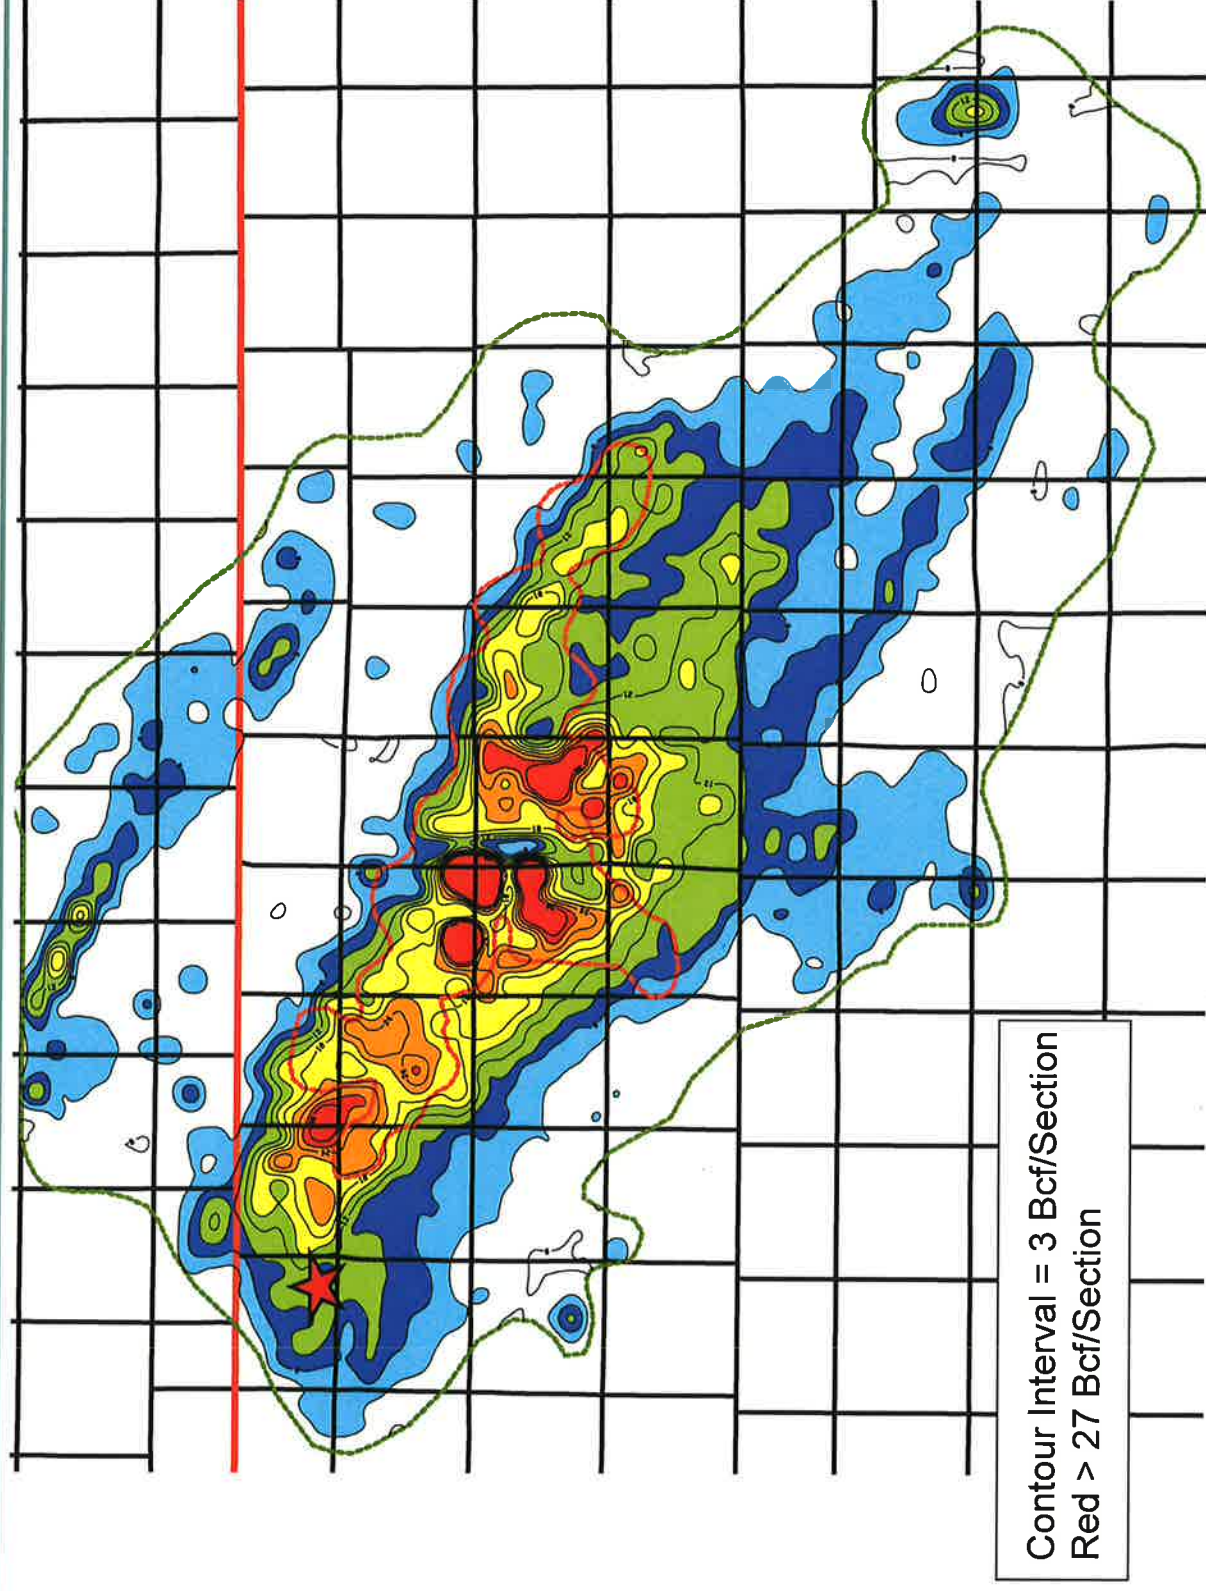 Contour Interval = 3 Bcf/Section
Red > 27 Bcf/Section